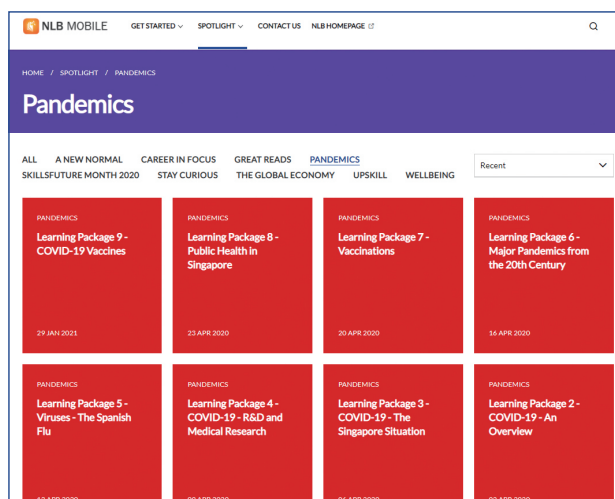 NLB MOBILE GET STARTED SPOTLIGHT CONTACT US NLB HOMEPAGE
HOME / SPOTLIGHT / PANDEMICS
Pandemics
ALL A NEW NORMAL CAREER IN FOCUS GREAT READS PANDEMICS
SKILLSFUTURE MONTH 2020 STAY CURIOUS THE GLOBAL ECONOMY UPSKILL WELLBEING
Recent
PANDEMICS
Learning Package 9 -
COVID-19 Vaccines
29 JAN 2021
PANDEMICS
Learning Package 8 -
Public Health in
Singapore
23 APR 2020
PANDEMICS
Learning Package 7 -
Vaccinations
20 APR 2020
PANDEMICS
Learning Package 6 -
Major Pandemics from
the 20th Century
16 APR 2020
PANDEMICS
Learning Package 5 -
Viruses - The Spanish
Flu
PANDEMICS
Learning Package 4 -
COVID-19 - R&D and
Medical Research
PANDEMICS
Learning Package 3 -
COVID-19 - The
Singapore Situation
PANDEMICS
Learning Package 2 -
COVID-19 - An
Overview